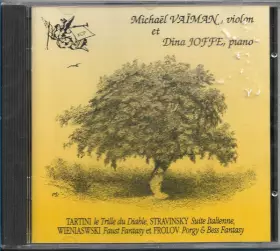 Michaël VAÏMAN, violon
et
Dina JOFFE, piano
TARTINI le Trille du Diable, STRAVINSKY Suite Italienne,
WIENIASWSKI Faust Fantasy et FROLOV Porgy & Bess Fantasy